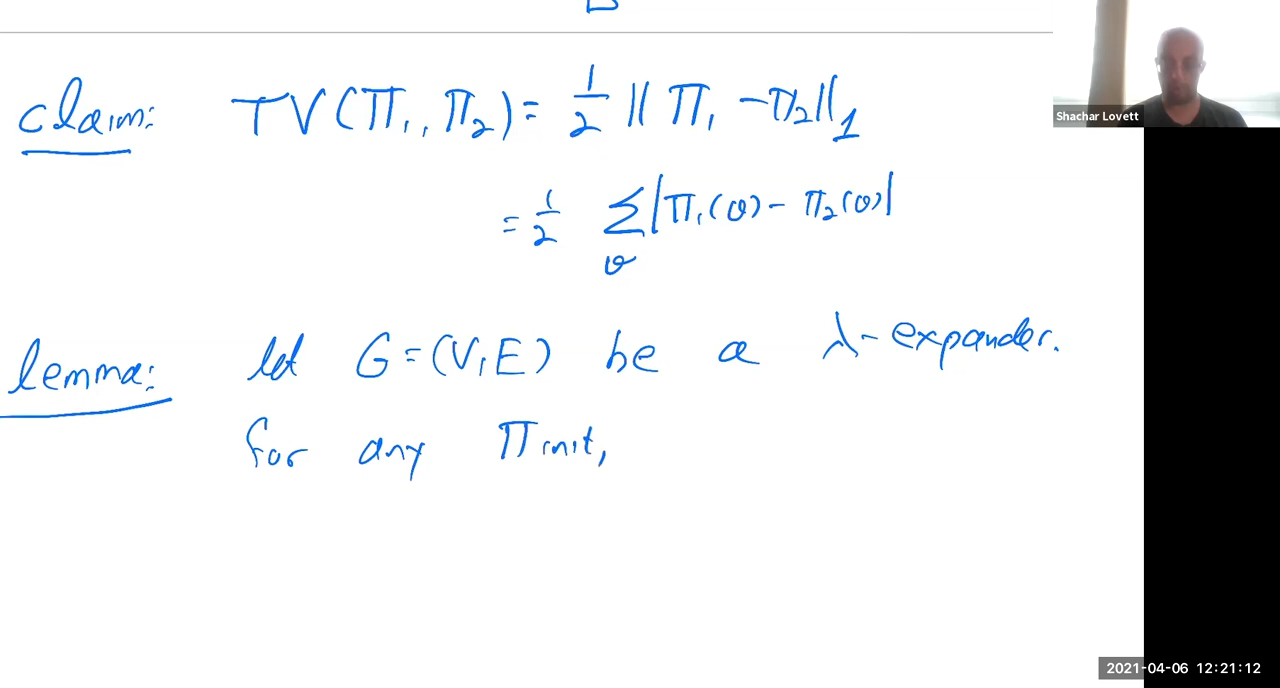 claim: TV(Π₁, Π₂) = 1/2 ‖Π₁ - Π₂‖₁
= 1/2 Σ_v |Π₁(v) - Π₂(v)|
lemma: let G=(V,E) be a λ-expander.
for any Π init,
Shachar Lovett
2021-04-06 12:21:12